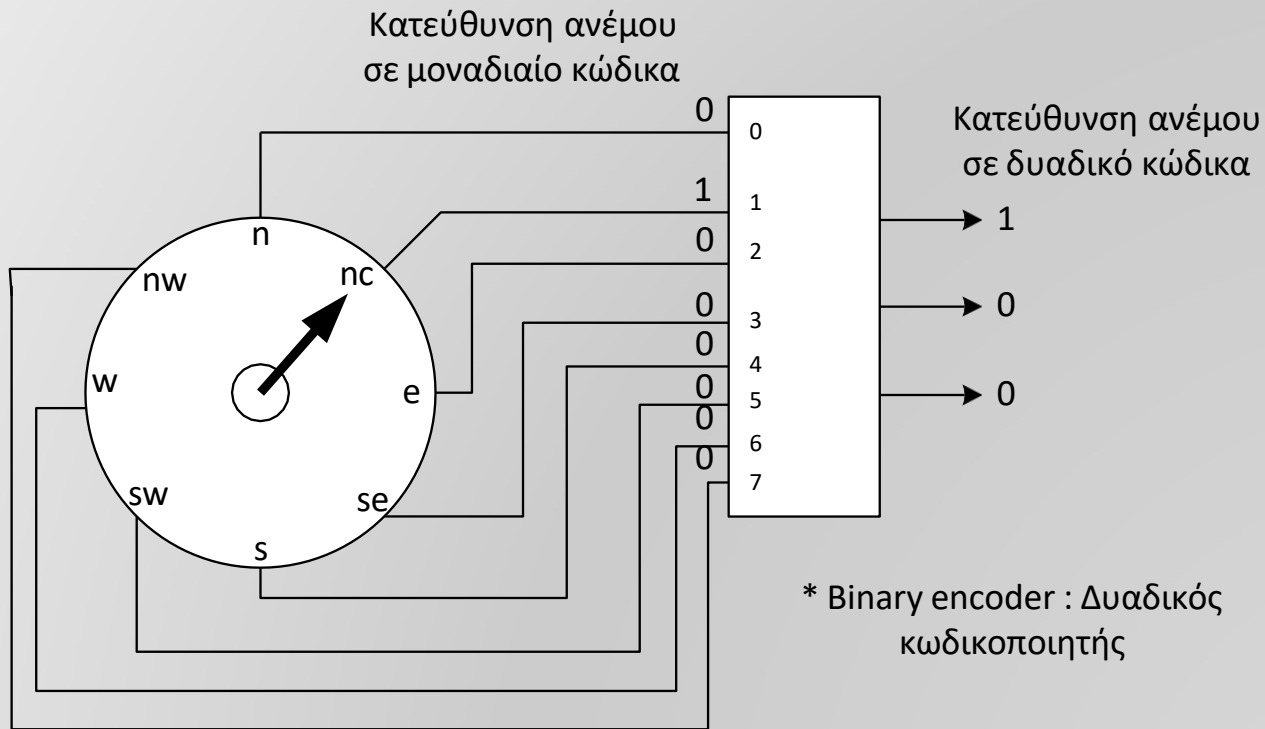 Κατεύθυνση ανέμου
σε μοναδιαίο κώδικα
Κατεύθυνση ανέμου
σε δυαδικό κώδικα
0
0
1
1
0
2
0
3
0
4
0
5
0
6
0
7
1
0
0
n
nc
e
se
s
sw
w
nw
* Binary encoder : Δυαδικός
κωδικοποιητής